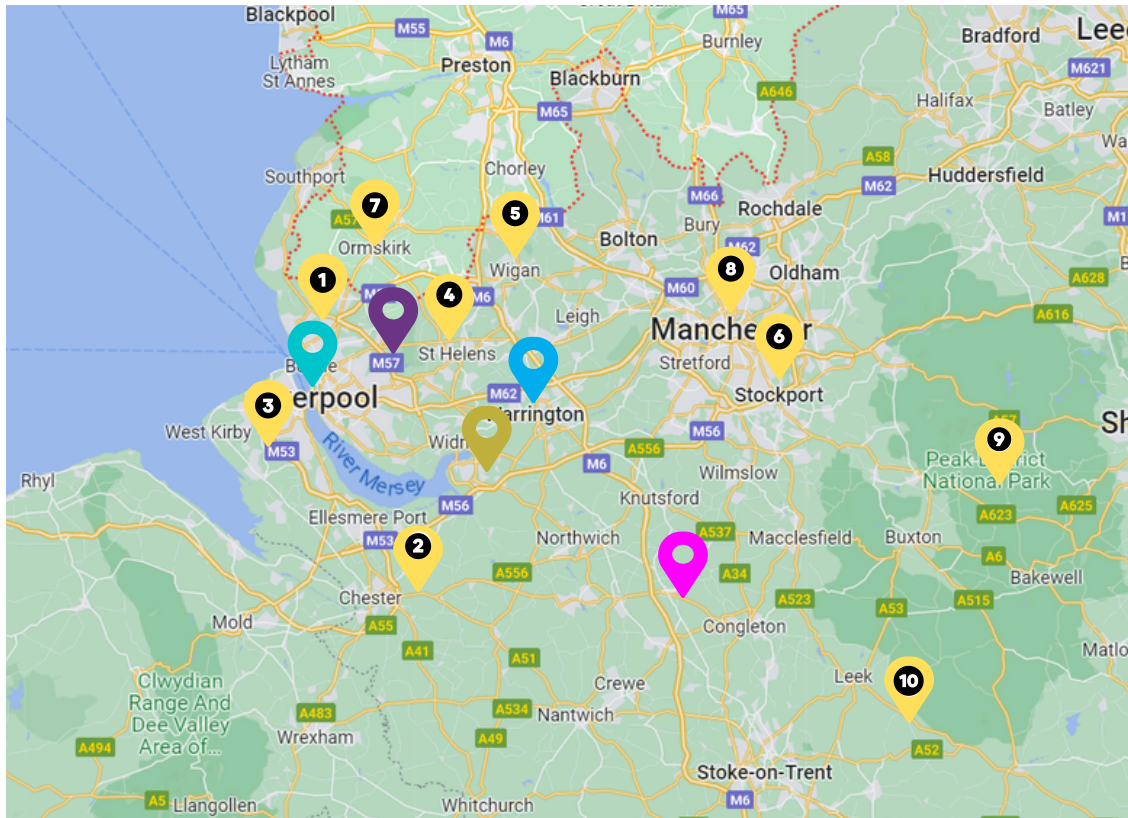 Blackpool
M55
M65
Burnley
Bradford
M6
Lytham
St Annes
Preston
Blackburn
M621
A646
Halifax
Batley
M65
Chorley
A58
Southport
Huddersfield
M62
M66
7
5
M61
Rochdale
Bury
Bolton
Ormskirk
M62
Wigan
8
Oldham
1
A628
4
M6
M60
Leigh
A616
6
St Helens
M57
Stretford
M62
Stockport
3
Warrington
A57
West Kirby
M56
9
M53
A556
M6
Peak District
National Park
Wilmslow
Rhyl
River Mersey
Knutsford
M56
A625
Ellesmere Port
A623
A537
M53
2
Northwich
Macclesfield
Buxton
A6
A556
A34
Bakewell
Chester
A523
A53
A515
Mold
A55
Congleton
A41
A51
Clwydian
Range And
Dee Valley
Area of...
Leek
10
Crewe
A483
A534
Nantwich
Wrexham
A49
A494
A52
Stoke-on-Trent
A5
Llangollen
Whitchurch
M6